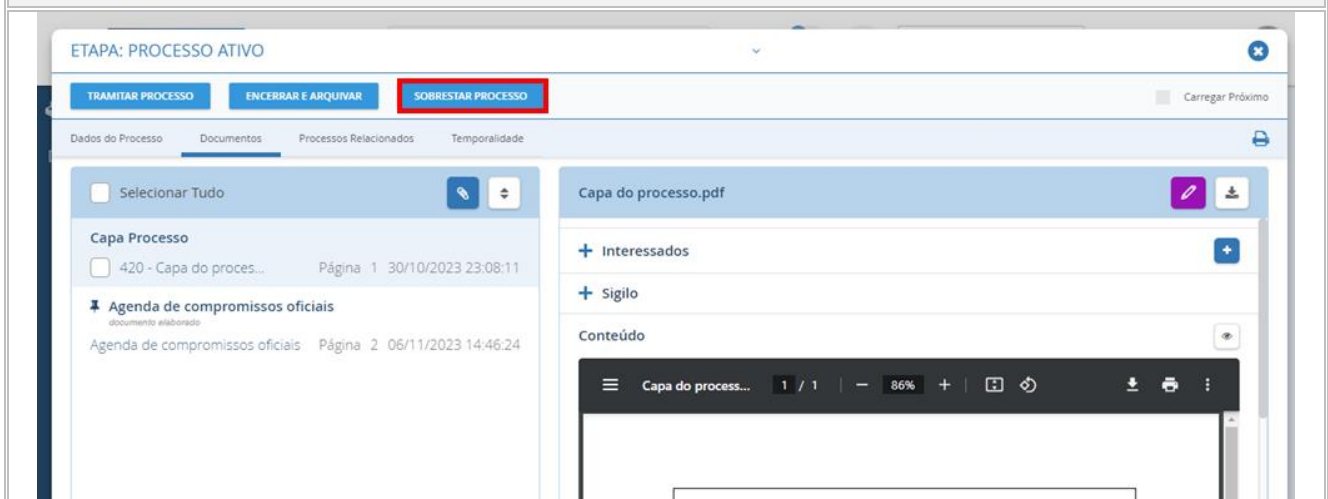 ETAPA: PROCESSO ATIVO
TRAMITAR PROCESSO ENCERRAR E ARQUIVAR SOBRESTAR PROCESSO Carregar Próximo
Dados do Processo Documentos Processos Relacionados Temporalidade
Selecionar Tudo
Capa Processo
420 - Capa do proces... Página 1 30/10/2023 23:08:11
Agenda de compromissos oficiais
documento elaborado
Agenda de compromissos oficiais Página 2 06/11/2023 14:46:24
Capa do processo.pdf
Interessados
Sigilo
Conteúdo
Capa do process... 1 / 1 86%